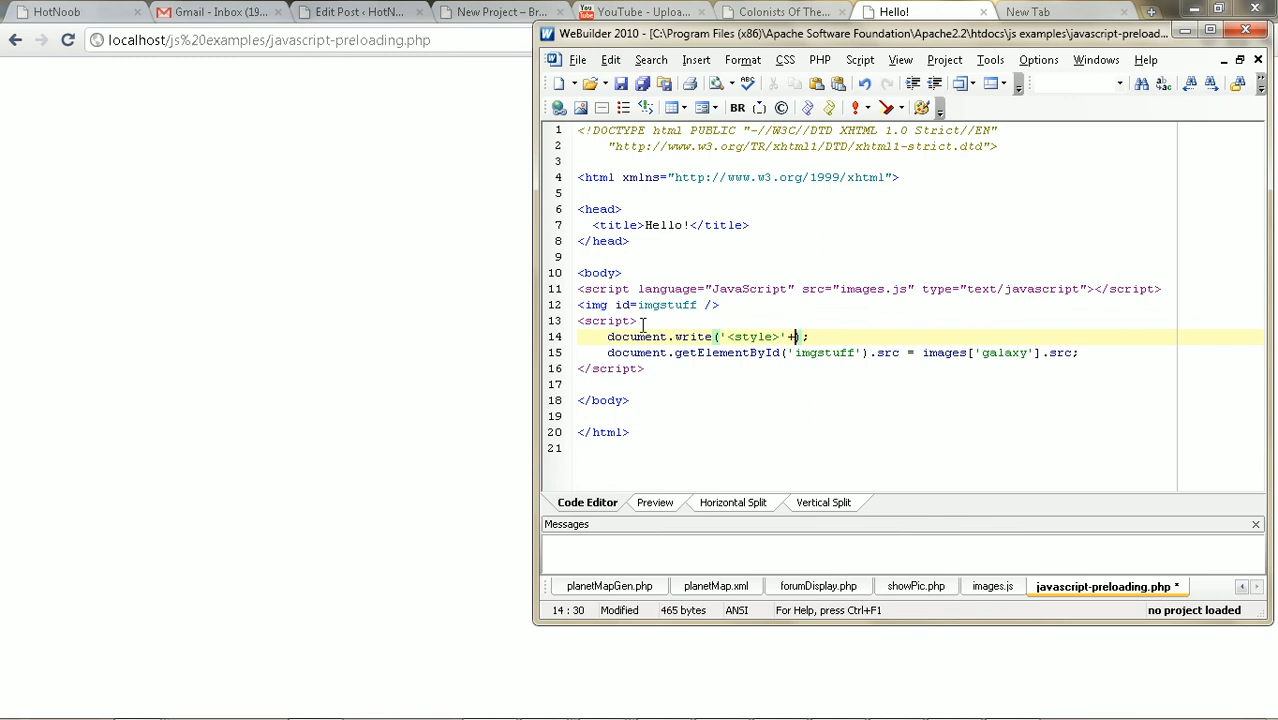 HotNoob
Gmail - Inbox (19...
Edit Post ‹ HotN...
New Project – Br...
You Tube YouTube - Uploa...
Colonists Of The...
Hello!
New Tab
localhost/js%20examples/javascript-preloading.php
WeBuilder 2010 - [C:\Program Files (x86)\Apache Software Foundation\Apache2.2\htdocs\js examples\javascript-preload...
File Edit Search Insert Format CSS PHP Script View Project Tools Options Windows Help
BR
1 <!DOCTYPE html PUBLIC "-//W3C//DTD XHTML 1.0 Strict//EN"
2 "http://www.w3.org/TR/xhtml1/DTD/xhtml1-strict.dtd">
3
4 <html xmlns="http://www.w3.org/1999/xhtml">
5
6 <head>
7 <title>Hello!</title>
8 </head>
9
10 <body>
11 <script language="JavaScript" src="images.js" type="text/javascript"></script>
12 <img id=imgstuff />
13 <script>
14 document.write('<style>'+);
15 document.getElementById('imgstuff').src = images['galaxy'].src;
16 </script>
17
18 </body>
19
20 </html>
21
Code Editor Preview Horizontal Split Vertical Split
Messages
planetMapGen.php planetMap.xml forumDisplay.php showPic.php images.js javascript-preloading.php *
14 : 30 Modified 465 bytes ANSI For Help, press Ctrl+F1 no project loaded